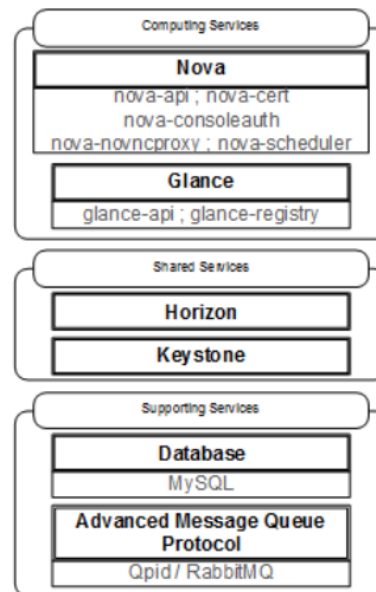 Computing Services
Nova
nova-api ; nova-cert
nova-consoleauth
nova-novncproxy ; nova-scheduler
Glance
glance-api ; glance-registry
Shared Services
Horizon
Keystone
Supporting Services
Database
MySQL
Advanced Message Queue
Protocol
Qpid / RabbitMQ